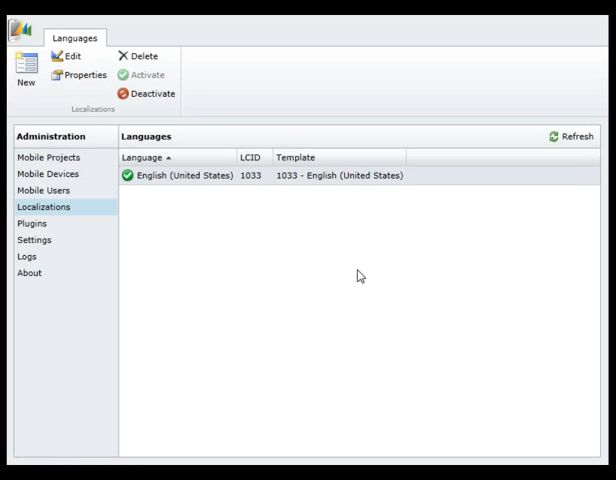 Languages
New
Edit
Properties
Delete
Activate
Deactivate
Localizations
Administration
Mobile Projects
Mobile Devices
Mobile Users
Localizations
Plugins
Settings
Logs
About
Languages
Refresh
Language LCID Template
English (United States) 1033 1033 - English (United States)